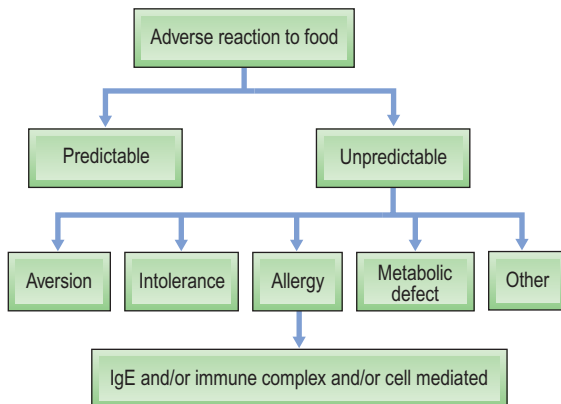 Adverse reaction to food
Predictable
Unpredictable
Aversion
Intolerance
Allergy
Metabolic
defect
Other
IgE and/or immune complex and/or cell mediated